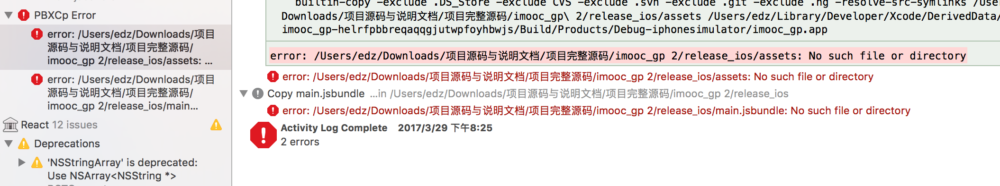 PBXCp Error
error: /Users/edz/Downloads/项目
源码与说明文档/项目完整源码/
imooc_gp 2/release_ios/assets: ...
error: /Users/edz/Downloads/项目
源码与说明文档/项目完整源码/
imooc_gp 2/release_ios/main...
React 12 issues
Deprecations
'NSStringArray' is deprecated:
Use NSArray<NSString *>
builtin-copy -exclude .DS_Store -exclude CVS -exclude .svn -exclude .git -exclude .hg -resolve-src-symlinks /User
Downloads/项目源码与说明文档/项目完整源码/imooc_gp\ 2/release_ios/assets /Users/edz/Library/Developer/Xcode/DerivedData/
imooc_gp-helrfpbbreqaqqgjutwpfoyhbwjs/Build/Products/Debug-iphonesimulator/imooc_gp.app
error: /Users/edz/Downloads/项目源码与说明文档/项目完整源码/imooc_gp 2/release_ios/assets: No such file or directory
error: /Users/edz/Downloads/项目源码与说明文档/项目完整源码/imooc_gp 2/release_ios/assets: No such file or directory
Copy main.jsbundle ...in /Users/edz/Downloads/项目源码与说明文档/项目完整源码/imooc_gp 2/release_ios
error: /Users/edz/Downloads/项目源码与说明文档/项目完整源码/imooc_gp 2/release_ios/main.jsbundle: No such file or directory
Activity Log Complete 2017/3/29 下午8:25
2 errors